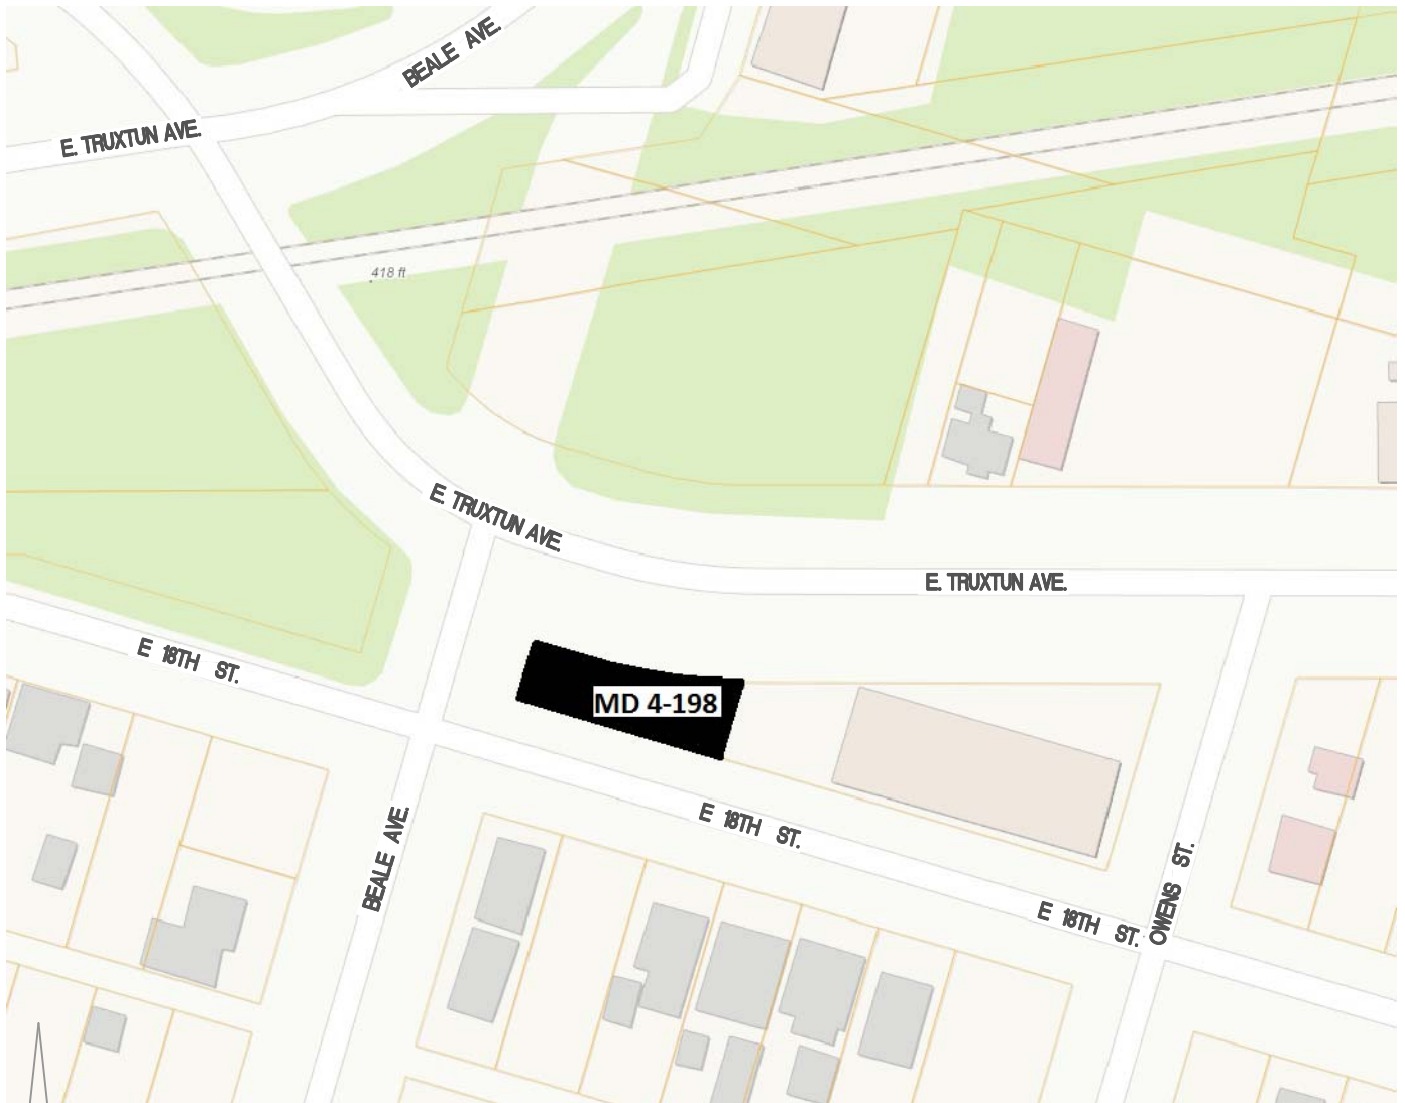 BEALE AVE.
E. TRUXTUN AVE.
418 ft
E. TRUXTUN AVE.
E. TRUXTUN AVE.
E 18TH ST.
MD 4-198
E 18TH ST.
BEALE AVE.
OWENS ST.
E 18TH ST.